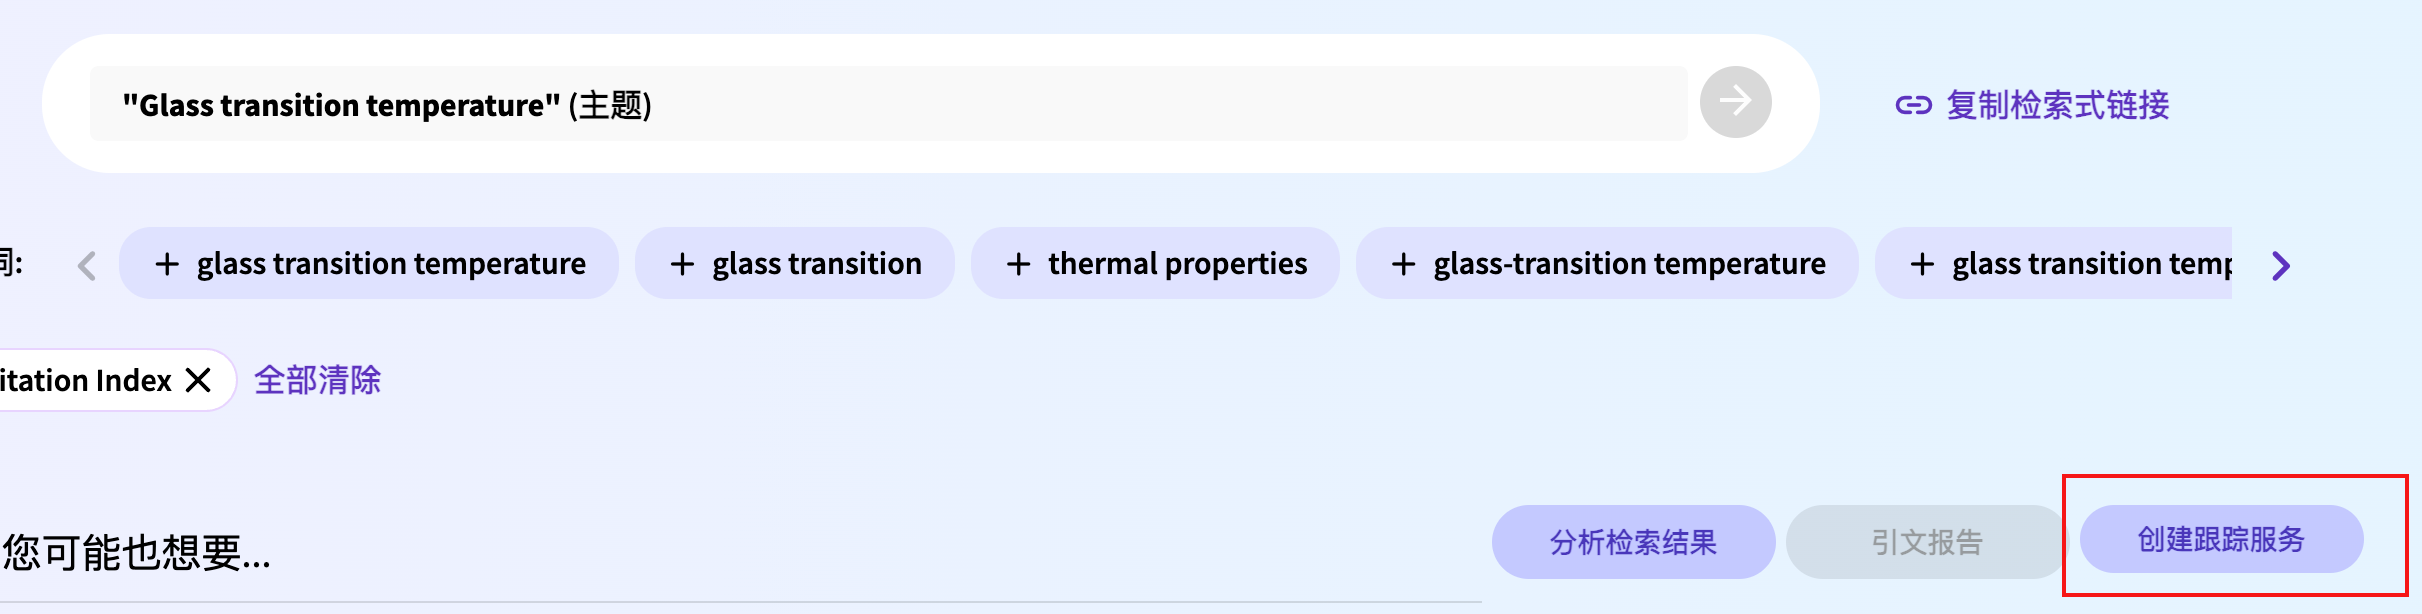 "Glass transition temperature" (主题)
复制检索式链接
词:
+ glass transition temperature + glass transition + thermal properties + glass-transition temperature + glass transition temp
itation Index × 全部清除
您可能也想要...
分析检索结果 引文报告 创建跟踪服务